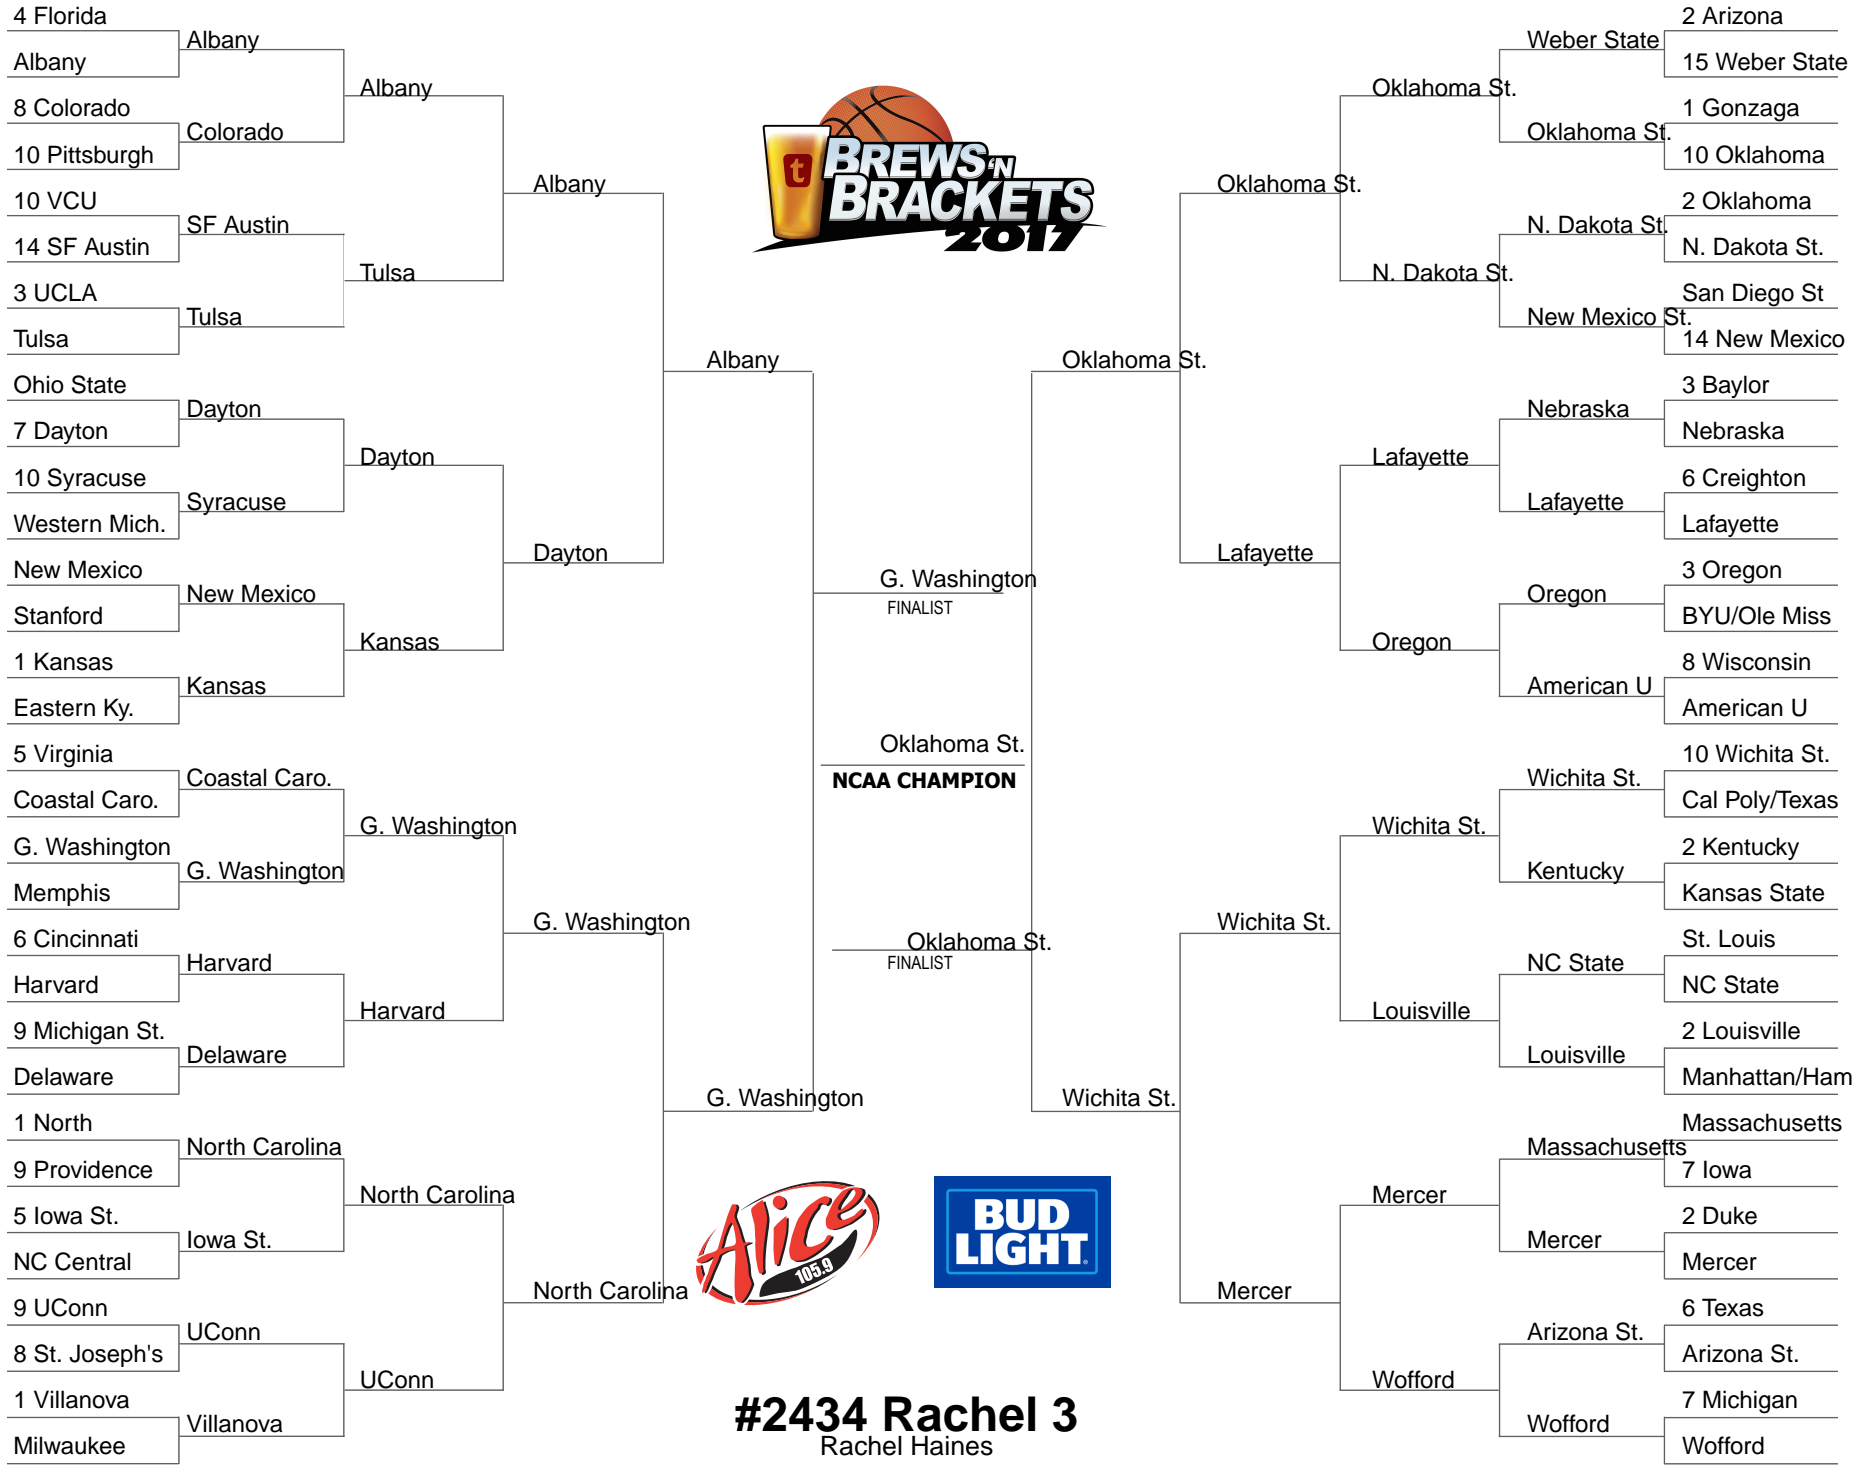 4 Florida
Albany
8 Colorado
10 Pittsburgh
10 VCU
14 SF Austin
3 UCLA
Tulsa
Ohio State
7 Dayton
10 Syracuse
Western Mich.
New Mexico
Stanford
1 Kansas
Eastern Ky.
5 Virginia
Coastal Caro.
G. Washington
Memphis
6 Cincinnati
Harvard
9 Michigan St.
Delaware
1 North
9 Providence
5 Iowa St.
NC Central
9 UConn
8 St. Joseph's
1 Villanova
Milwaukee
Albany
Colorado
SF Austin
Tulsa
Dayton
Syracuse
New Mexico
Kansas
Coastal Caro.
G. Washington
Harvard
Delaware
North Carolina
Iowa St.
UConn
Villanova
Albany
Tulsa
Dayton
Kansas
G. Washington
Harvard
North Carolina
UConn
Albany
Dayton
G. Washington
North Carolina
Albany
G. Washington
t
BREWS 'N
BRACKETS
2017
G. Washington
FINALIST
Oklahoma St.
NCAA CHAMPION
Oklahoma St.
FINALIST
Alice
105.9
BUD
LIGHT
#2434 Rachel 3
Rachel Haines
Oklahoma St.
Wichita St.
Oklahoma St.
Lafayette
Wichita St.
Mercer
Oklahoma St.
N. Dakota St.
Lafayette
Oregon
Wichita St.
Louisville
Mercer
Wofford
Weber State
Oklahoma St.
N. Dakota St.
New Mexico St.
Nebraska
Lafayette
Oregon
American U
Wichita St.
Kentucky
NC State
Louisville
Massachusetts
Mercer
Arizona St.
Wofford
2 Arizona
15 Weber State
1 Gonzaga
10 Oklahoma
2 Oklahoma
N. Dakota St.
San Diego St
14 New Mexico
3 Baylor
Nebraska
6 Creighton
Lafayette
3 Oregon
BYU/Ole Miss
8 Wisconsin
American U
10 Wichita St.
Cal Poly/Texas
2 Kentucky
Kansas State
St. Louis
NC State
2 Louisville
Manhattan/Ham
Massachusetts
7 Iowa
2 Duke
Mercer
6 Texas
Arizona St.
7 Michigan
Wofford